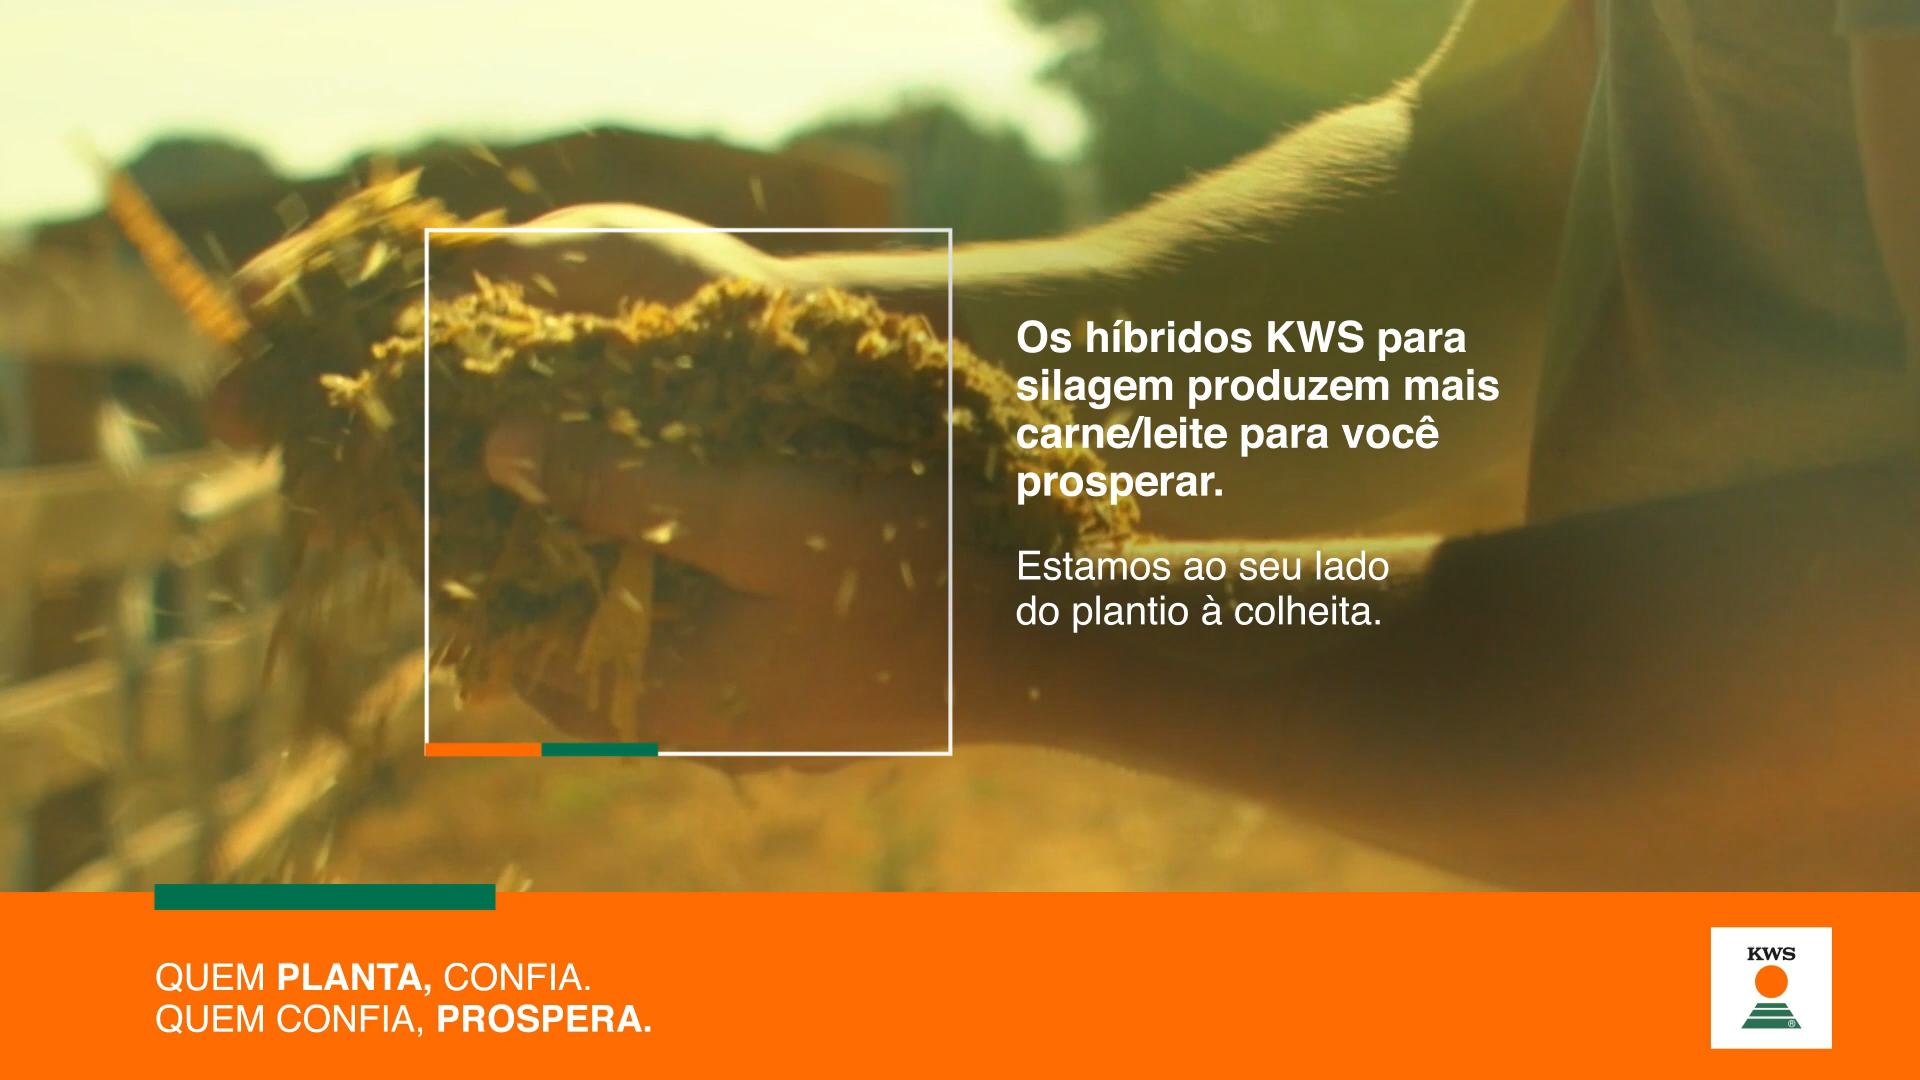 Os híbridos KWS para
silagem produzem mais
carne/leite para você
prosperar.
Estamos ao seu lado
do plantio à colheita.
QUEM PLANTA, CONFIA.
QUEM CONFIA, PROSPERA.
KWS
®